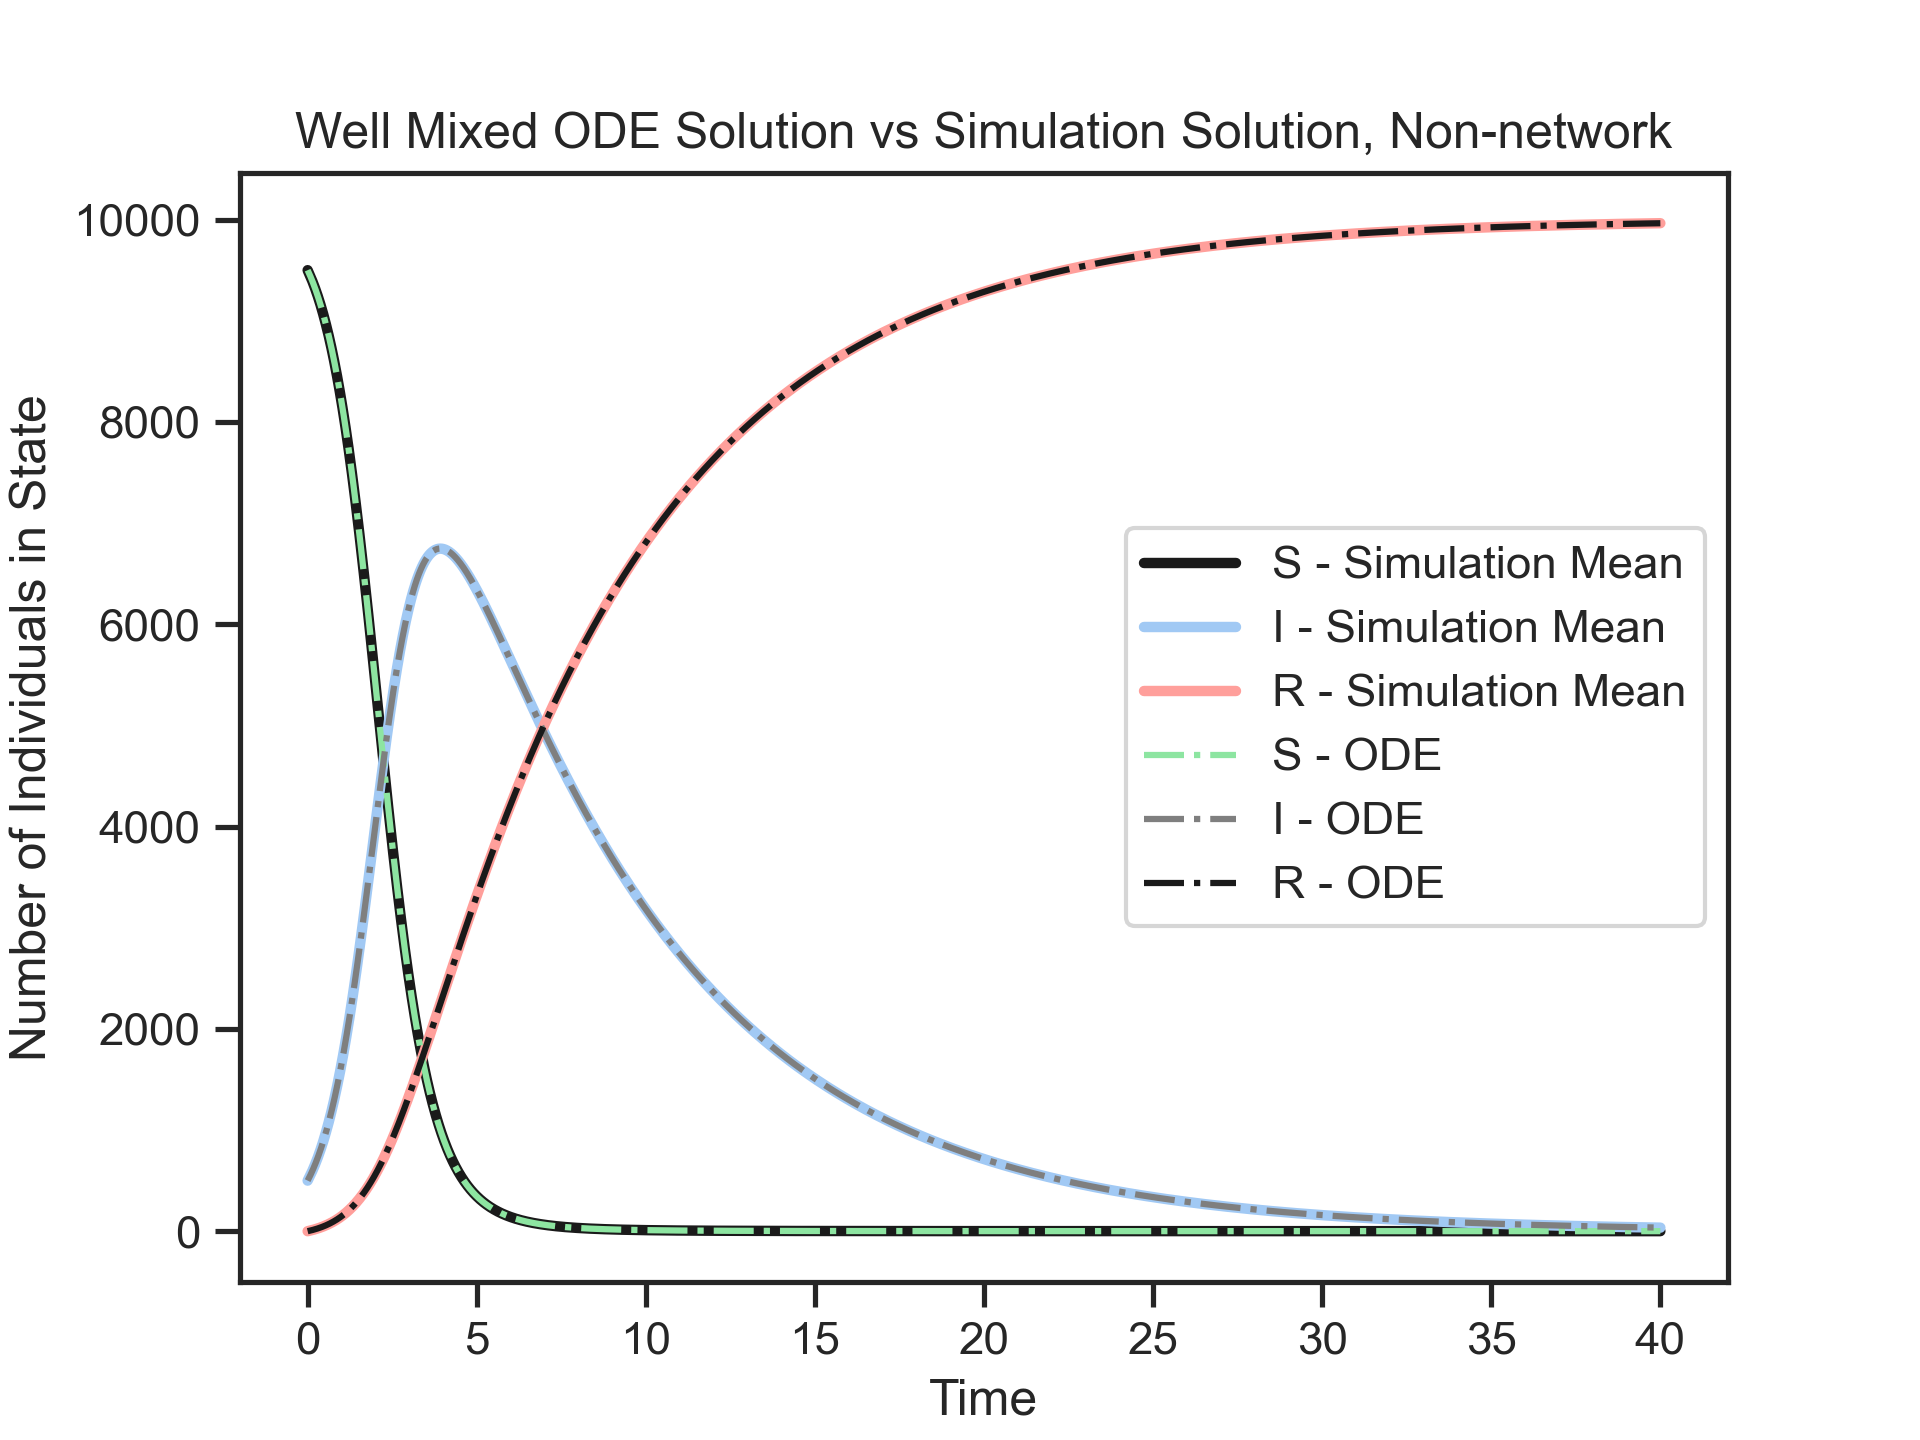 Well Mixed ODE Solution vs Simulation Solution, Non-network
Number of Individuals in State
10000
8000
6000
4000
2000
0
S - Simulation Mean
I - Simulation Mean
R - Simulation Mean
S - ODE
I - ODE
R - ODE
0 5 10 15 20 25 30 35 40
Time